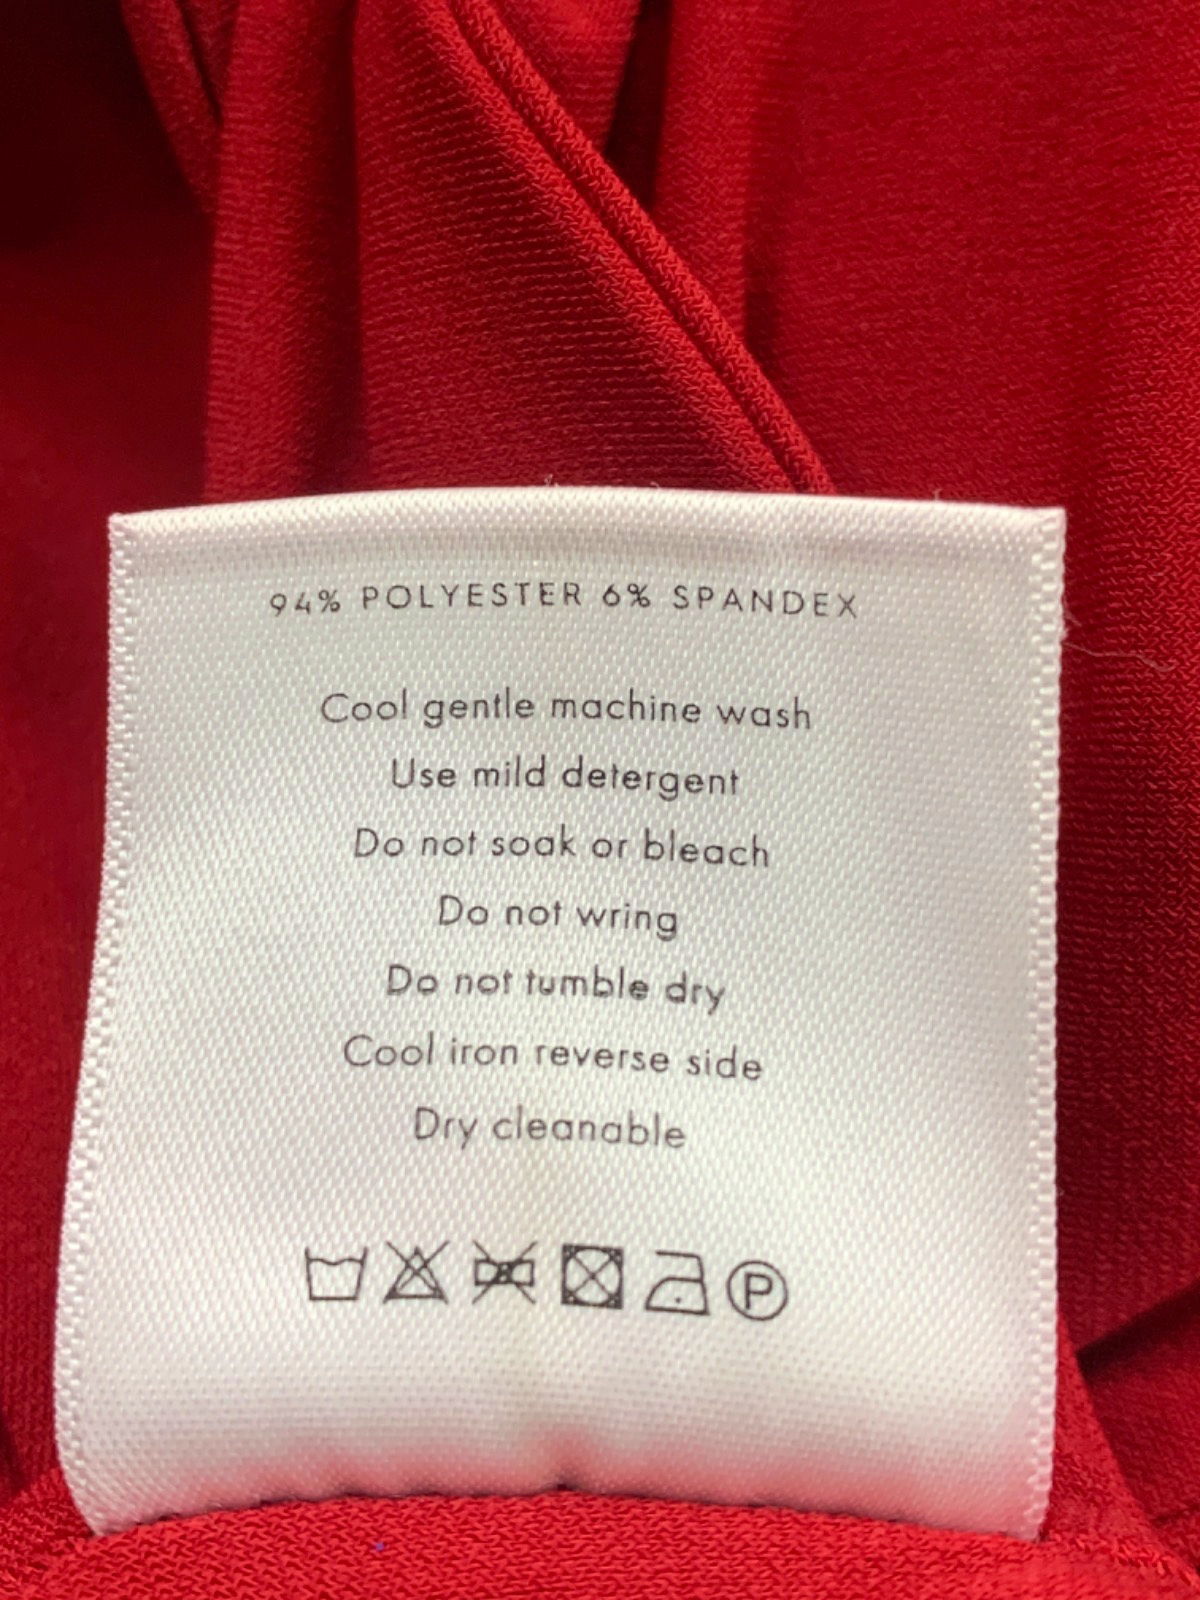 94% POLYESTER 6% SPANDEX
Cool gentle machine wash
Use mild detergent
Do not soak or bleach
Do not wring
Do not tumble dry
Cool iron reverse side
Dry cleanable
P